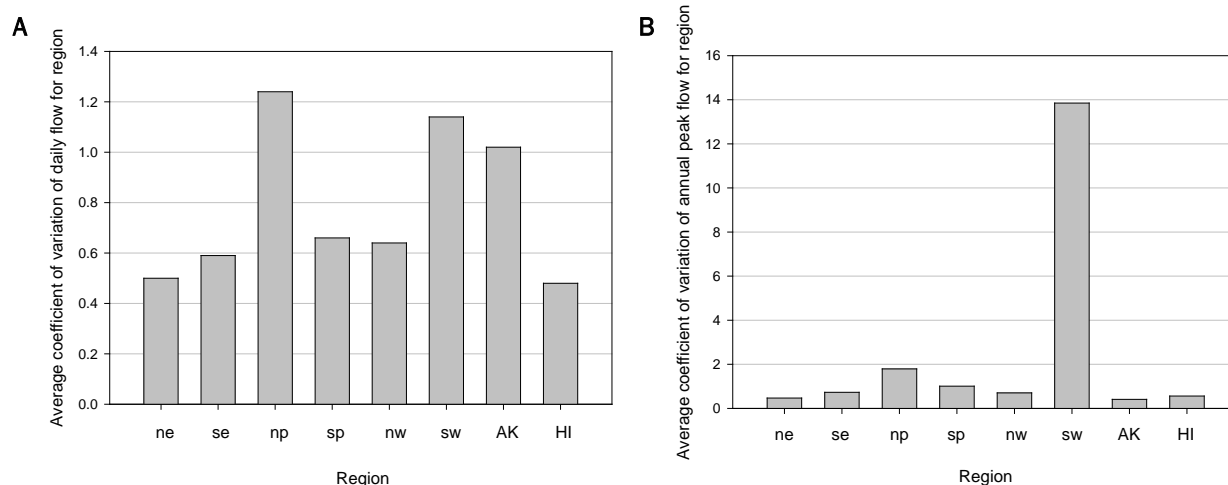 A
Average coefficient of variation of daily flow for region
1.4
1.2
1.0
0.8
0.6
0.4
0.2
0.0
ne se np sp nw sw AK HI
Region
B
Average coefficient of variation of annual peak flow for region
16
14
12
10
8
6
4
2
0
ne se np sp nw sw AK HI
Region